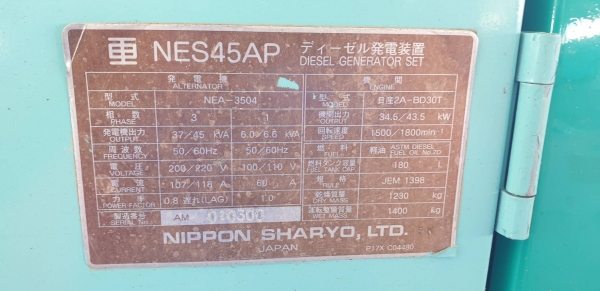 車 NES45AP ディーゼル発電装置
DIESEL GENERATOR SET
発電機
ALTERNATOR
型式
MODEL NEA-3504
相数
PHASE 3 1
発電機出力
OUTPUT 37/45 kVA 6.0/6.6 kVA
周波数
FREQUENCY 50/60Hz 50/60Hz
電圧
VOLTAGE 200/220 V 100/110 V
電流
CURRENT 107/118 A 60 A
力率
POWER FACTOR 0.8 遅れ(LAG) 1.0
製造番号
SERIAL No. AM
機関
ENGINE
型式
MODEL 日産2A-BD30T
機関出力
OUTPUT 34.5/43.5 kW
回転速度
SPEED 1500/1800min⁻¹
燃料
FUEL 軽油 ASTM DIESEL FUEL OIL No.2D
燃料タンク容量
FUEL TANK CAP. 180 L
規格
RULE JEM 1398
乾燥質量
DRY MASS 1230 kg
運転整備質量
WET MASS 1400 kg
NIPPON SHARYO, LTD.
JAPAN
P17X C04480